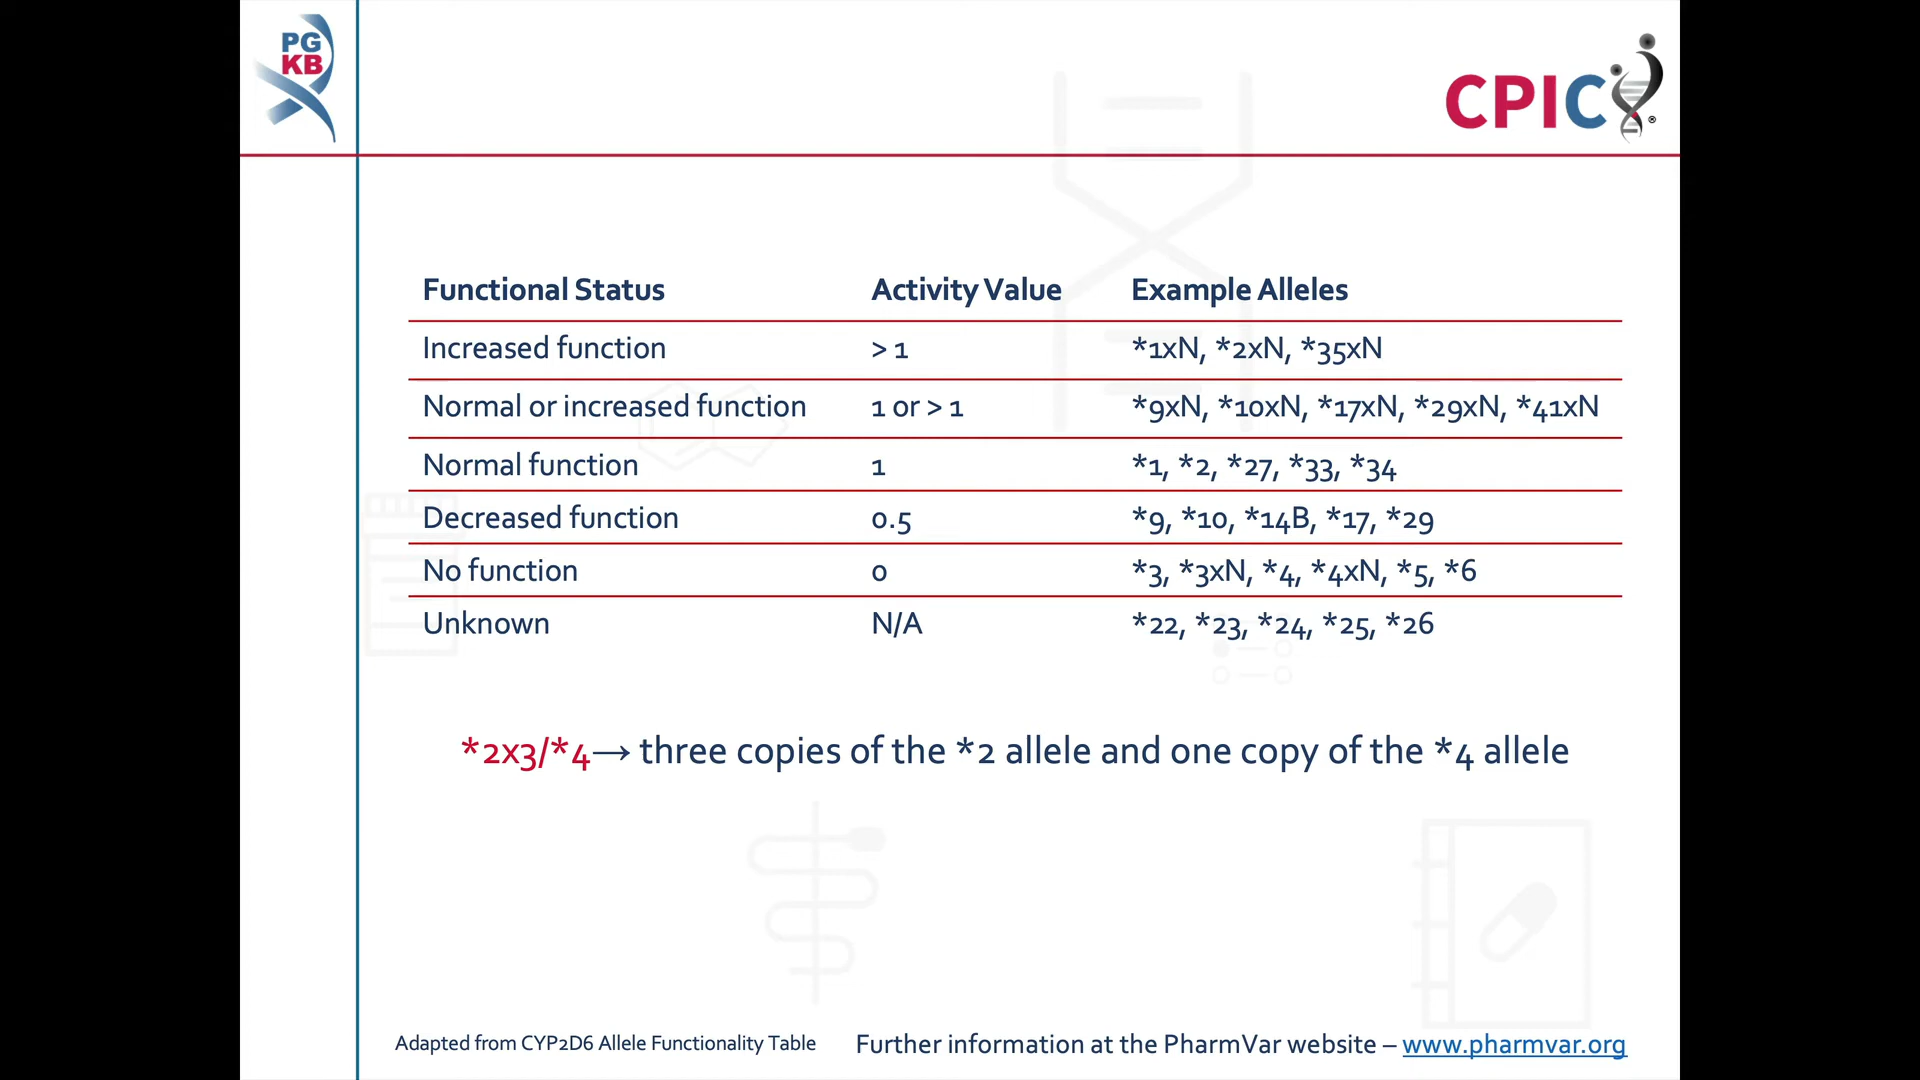 PG
KB
CPIC®
Functional Status Activity Value Example Alleles
Increased function > 1 *1xN, *2xN, *35xN
Normal or increased function 1 or > 1 *9xN, *10xN, *17xN, *29xN, *41xN
Normal function 1 *1, *2, *27, *33, *34
Decreased function 0.5 *9, *10, *14B, *17, *29
No function 0 *3, *3xN, *4, *4xN, *5, *6
Unknown N/A *22, *23, *24, *25, *26
*2x3/*4→ three copies of the *2 allele and one copy of the *4 allele
Adapted from CYP2D6 Allele Functionality Table Further information at the PharmVar website – www.pharmvar.org